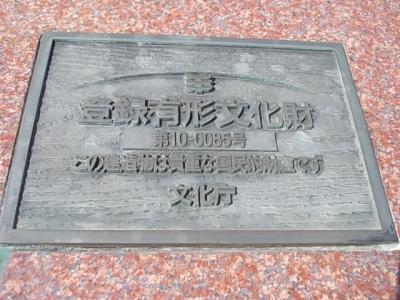 登録有形文化財
第10-0085号
この建造物は貴重な国民的財産です
文化庁